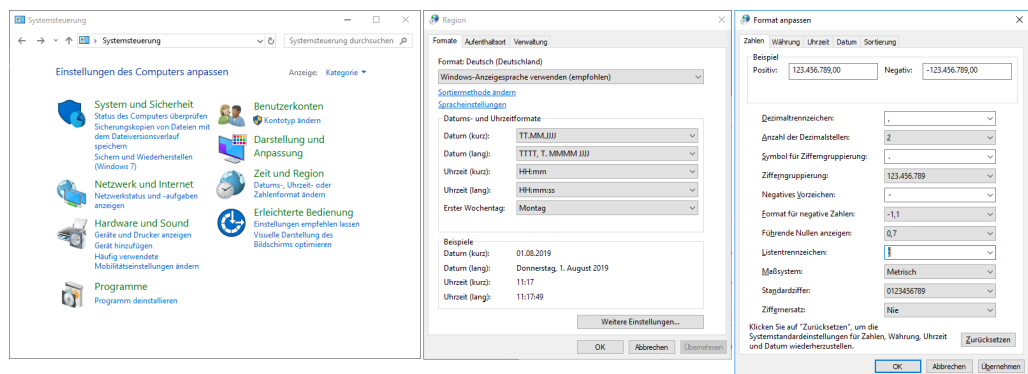 Systemsteuerung
Systemsteuerung
Systemsteuerung durchsuchen
Einstellungen des Computers anpassen
Anzeige: Kategorie
System und Sicherheit
Status des Computers überprüfen
Sicherungskopien von Dateien mit
dem Dateiversionsverlauf
speichern
Sichern und Wiederherstellen
(Windows 7)
Netzwerk und Internet
Netzwerkstatus und -aufgaben
anzeigen
Hardware und Sound
Geräte und Drucker anzeigen
Gerät hinzufügen
Häufig verwendete
Mobilitätseinstellungen ändern
Programme
Programm deinstallieren
Benutzerkonten
Kontotyp ändern
Darstellung und
Anpassung
Zeit und Region
Datums-, Uhrzeit- oder
Zahlenformat ändern
Erleichterte Bedienung
Einstellungen empfehlen lassen
Visuelle Darstellung des
Bildschirms optimieren
Region
Formate Aufenthaltsort Verwaltung
Format: Deutsch (Deutschland)
Windows-Anzeigesprache verwenden (empfohlen)
Sortiermethode ändern
Spracheinstellungen
Datums- und Uhrzeitformate
Datum (kurz): TT.MM.JJJJ
Datum (lang): TTTT, T. MMMM JJJJ
Uhrzeit (kurz): HH:mm
Uhrzeit (lang): HH:mm:ss
Erster Wochentag: Montag
Beispiele
Datum (kurz): 01.08.2019
Datum (lang): Donnerstag, 1. August 2019
Uhrzeit (kurz): 11:17
Uhrzeit (lang): 11:17:49
Weitere Einstellungen...
OK Abbrechen Übernehmen
Format anpassen
Zahlen Währung Uhrzeit Datum Sortierung
Beispiel
Positiv: 123.456.789,00 Negativ: -123.456.789,00
Dezimaltrennzeichen: ,
Anzahl der Dezimalstellen: 2
Symbol für Zifferngruppierung: .
Zifferngruppierung: 123.456.789
Negatives Vorzeichen: -
Format für negative Zahlen: -1,1
Führende Nullen anzeigen: 0,7
Listentrennzeichen:
Maßsystem: Metrisch
Standardziffer: 0123456789
Ziffernersatz: Nie
Klicken Sie auf "Zurücksetzen", um die
Systemstandardeinstellungen für Zahlen, Währung, Uhrzeit
und Datum wiederherzustellen.
Zurücksetzen
OK Abbrechen Übernehmen